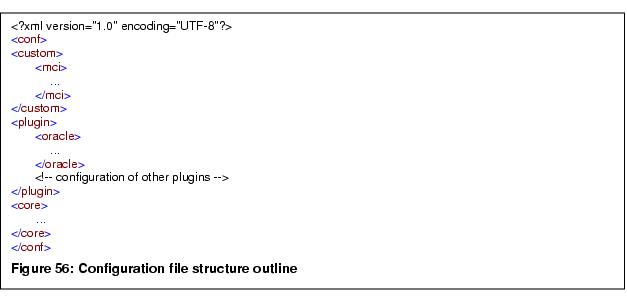 <?xml version="1.0" encoding="UTF-8"?>
<conf>
<custom>
<mci>
...
</mci>
</custom>
<plugin>
<oracle>
...
</oracle>
<!-- configuration of other plugins -->
</plugin>
<core>
...
</core>
</conf>
Figure 56: Configuration file structure outline